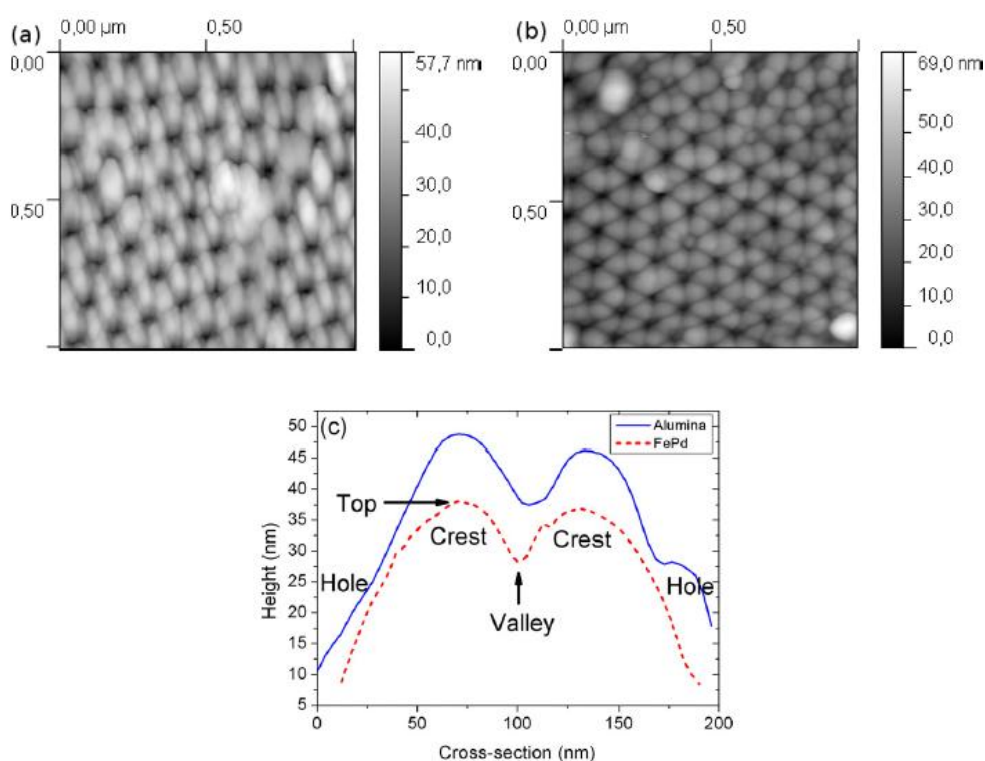 (a)
0,00 µm 0,50
0,00
0,50
57,7 nm
40,0
30,0
20,0
10,0
0,0
(b)
0,00 µm 0,50
0,00
0,50
69,0 nm
50,0
40,0
30,0
20,0
10,0
0,0
(c)
Alumina
FePd
Top
Crest
Crest
Hole
Hole
Valley
Height (nm)
50
45
40
35
30
25
20
15
10
5
0 50 100 150 200
Cross-section (nm)